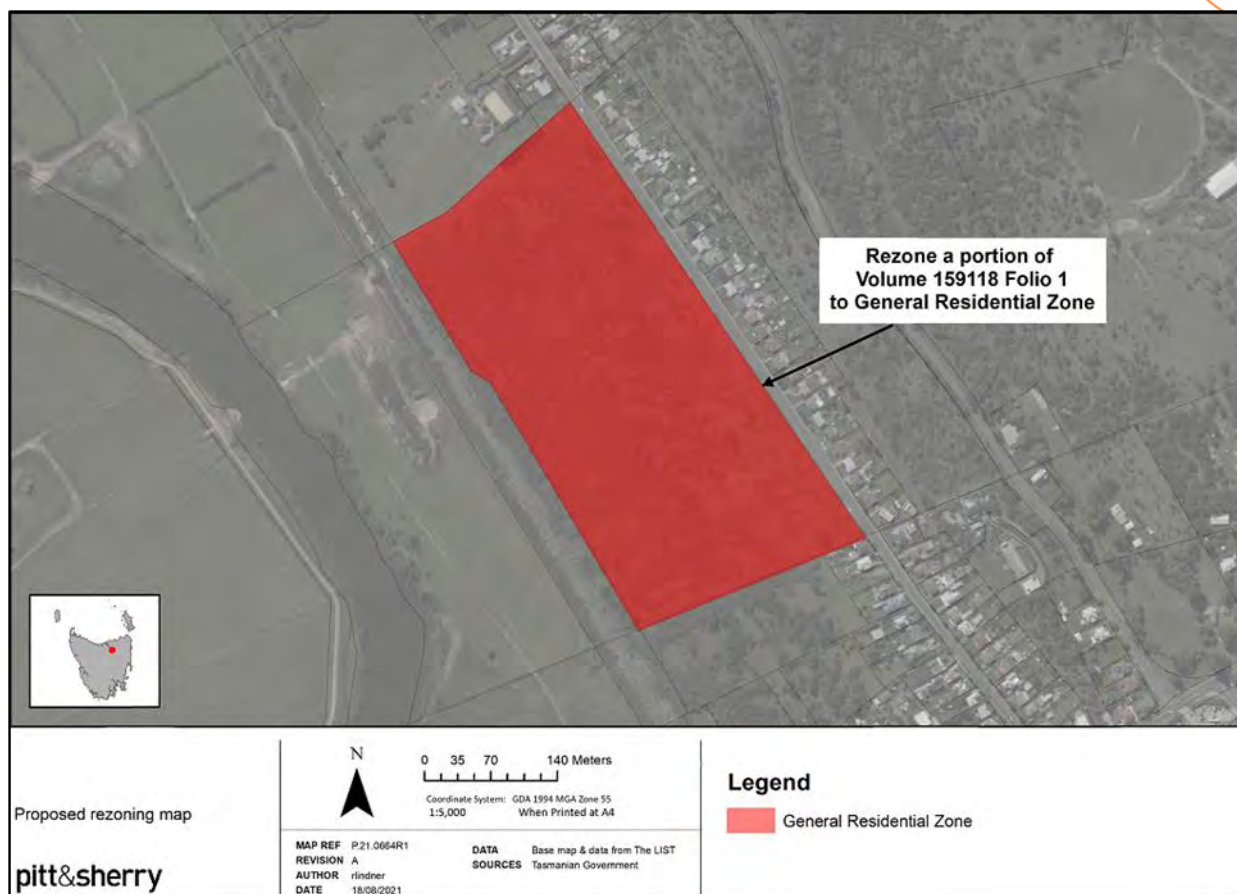 Rezone a portion of
Volume 159118 Folio 1
to General Residential Zone
Proposed rezoning map
pitt&sherry
N
0 35 70 140 Meters
Coordinate System: GDA 1994 MGA Zone 55
1:5,000 When Printed at A4
MAP REF P.21.0664R1
REVISION A
AUTHOR rlindner
DATE 18/08/2021
DATA Base map & data from The LIST
SOURCES Tasmanian Government
Legend
General Residential Zone